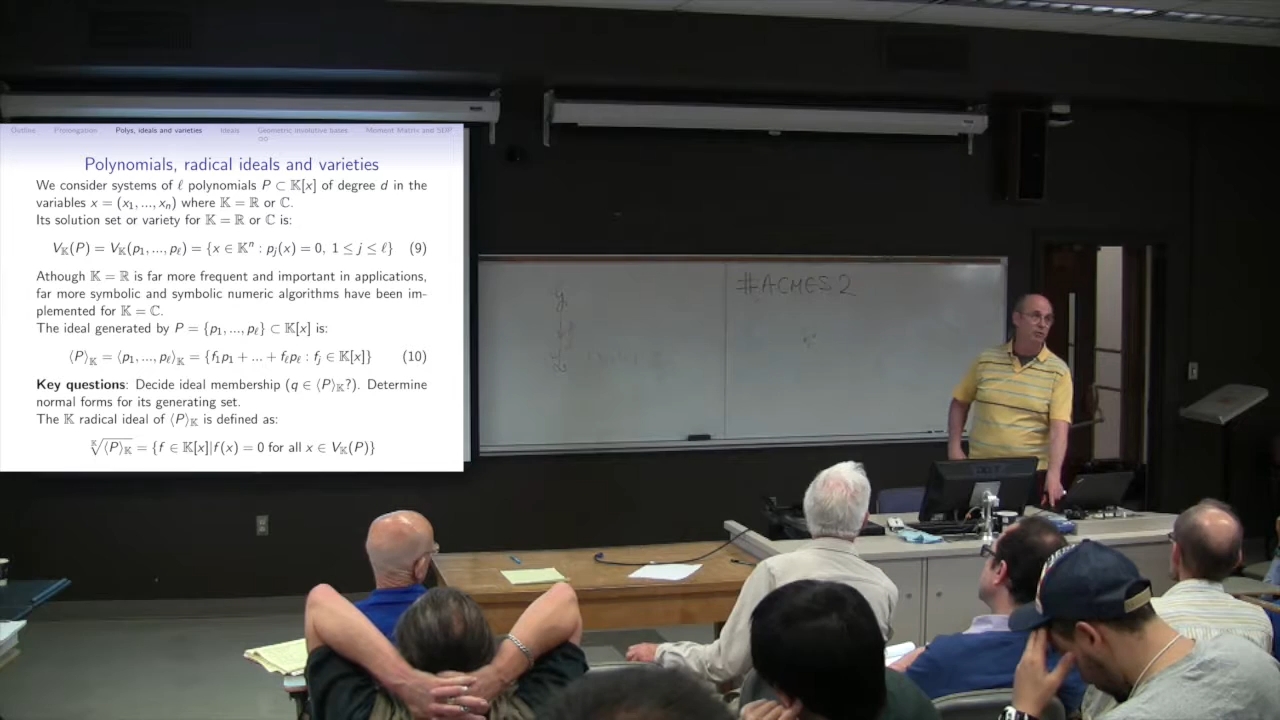 Outline Prolongation Polys, ideals and varieties Ideals Geometric involutive bases Moment Matrix and SDP
Polynomials, radical ideals and varieties
We consider systems of ℓ polynomials P ⊂ 𝕂[x] of degree d in the
variables x = (x₁, ..., xₙ) where 𝕂 = ℝ or ℂ.
Its solution set or variety for 𝕂 = ℝ or ℂ is:
V_𝕂(P) = V_𝕂(p₁, ..., p_ℓ) = {x ∈ 𝕂ⁿ : p_j(x) = 0, 1 ≤ j ≤ ℓ} (9)
Athough 𝕂 = ℝ is far more frequent and important in applications,
far more symbolic and symbolic numeric algorithms have been im-
plemented for 𝕂 = ℂ.
The ideal generated by P = {p₁, ..., p_ℓ} ⊂ 𝕂[x] is:
⟨P⟩_𝕂 = ⟨p₁, ..., p_ℓ⟩_𝕂 = {f₁p₁ + ... + f_ℓp_ℓ : f_j ∈ 𝕂[x]} (10)
Key questions: Decide ideal membership (q ∈ ⟨P⟩_𝕂?). Determine
normal forms for its generating set.
The 𝕂 radical ideal of ⟨P⟩_𝕂 is defined as:
𝕂√⟨P⟩_𝕂 = {f ∈ 𝕂[x]|f(x) = 0 for all x ∈ V_𝕂(P)}
#ACMES 2